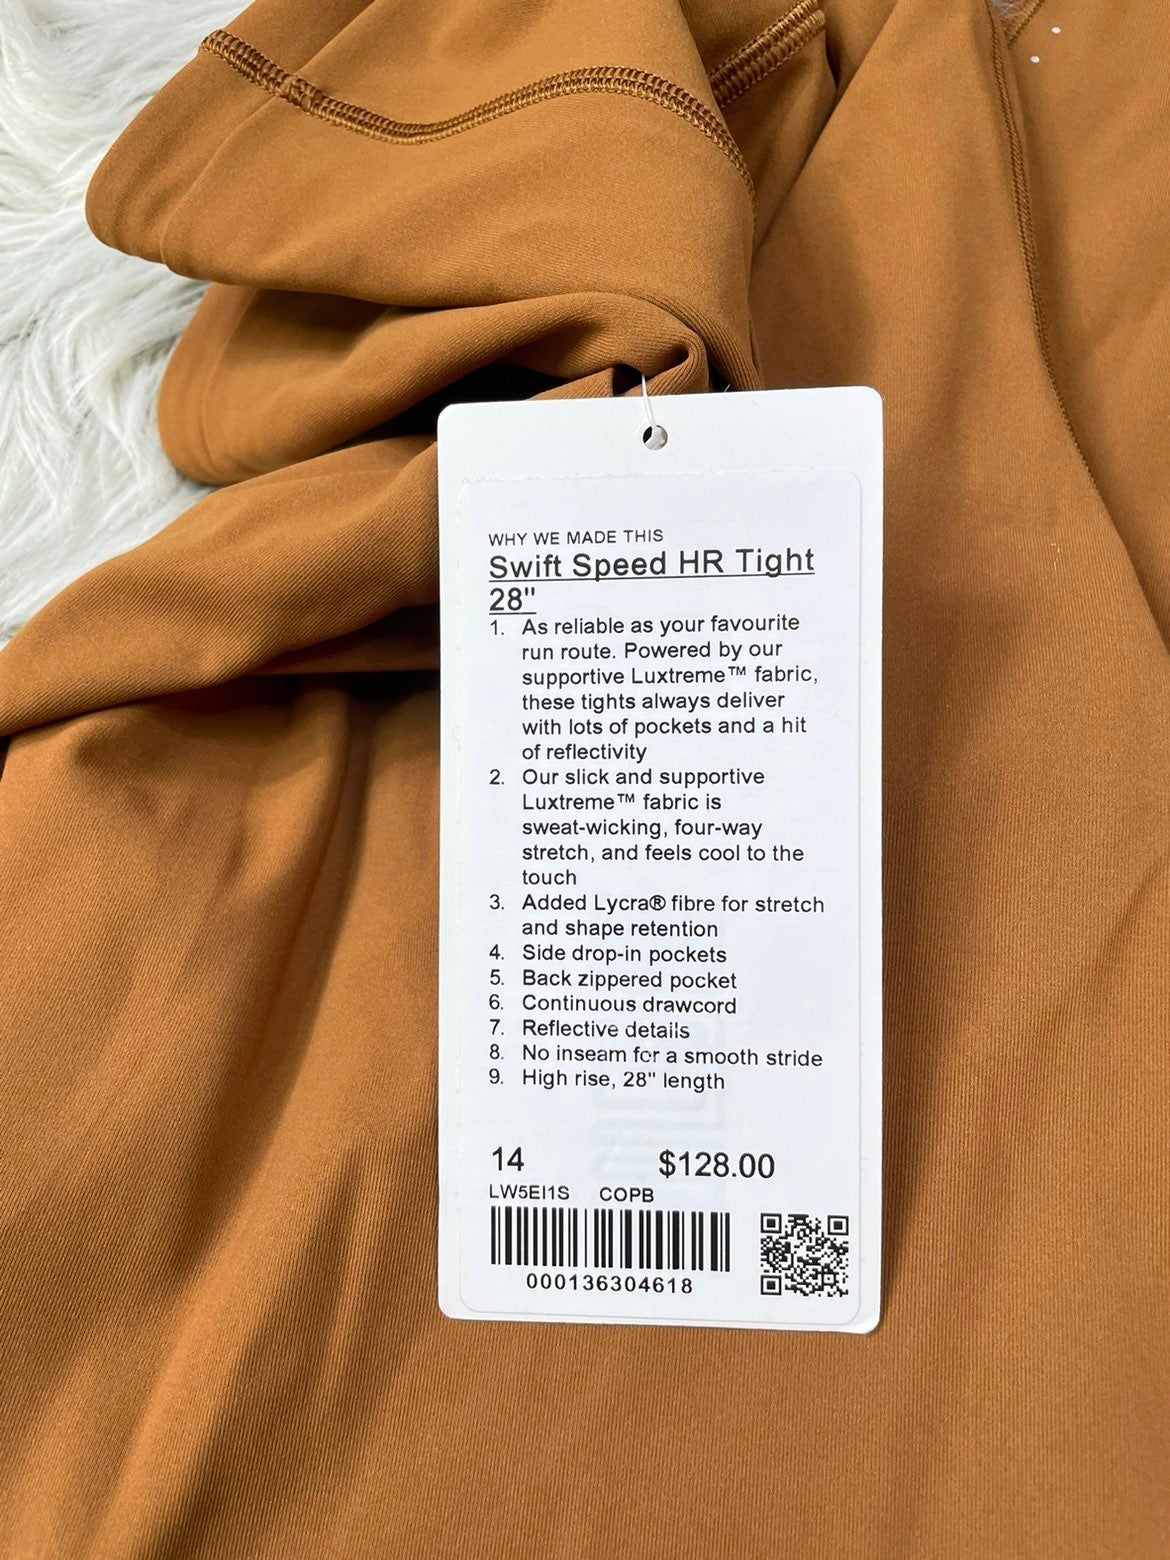 WHY WE MADE THIS
Swift Speed HR Tight
28"
1. As reliable as your favourite
run route. Powered by our
supportive Luxtreme™ fabric,
these tights always deliver
with lots of pockets and a hit
of reflectivity
2. Our slick and supportive
Luxtreme™ fabric is
sweat-wicking, four-way
stretch, and feels cool to the
touch
3. Added Lycra® fibre for stretch
and shape retention
4. Side drop-in pockets
5. Back zippered pocket
6. Continuous drawcord
7. Reflective details
8. No inseam for a smooth stride
9. High rise, 28" length
14 $128.00
LW5EI1S COPB
000136304618